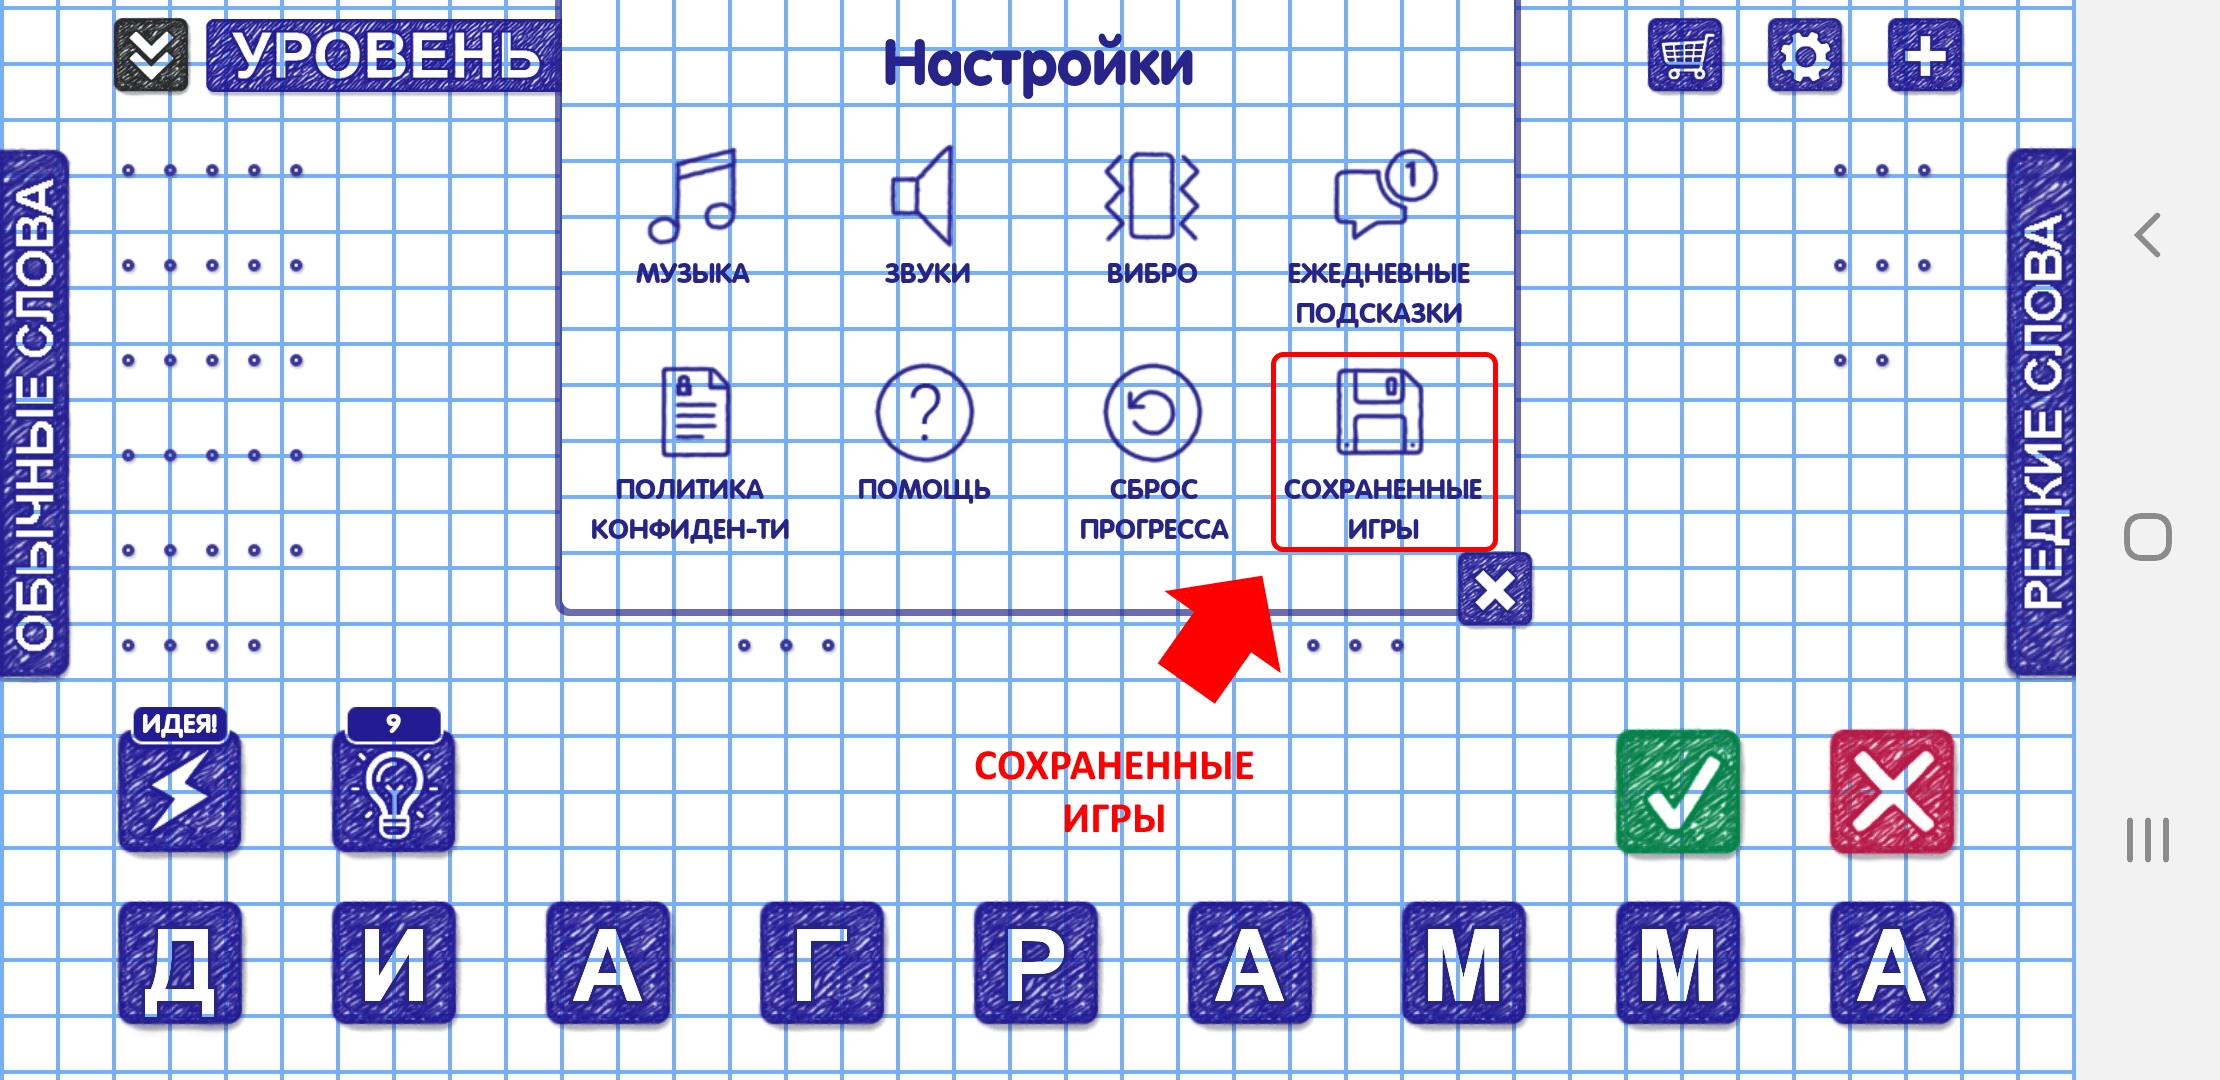 УРОВЕНЬ
Настройки
ОБЫЧНЫЕ СЛОВА
РЕДКИЕ СЛОВА
МУЗЫКА
ЗВУКИ
ВИБРО
1
ЕЖЕДНЕВНЫЕ
ПОДСКАЗКИ
ПОЛИТИКА
КОНФИДЕН-ТИ
?
ПОМОЩЬ
СБРОС
ПРОГРЕССА
СОХРАНЕННЫЕ
ИГРЫ
ИДЕЯ!
9
СОХРАНЕННЫЕ
ИГРЫ
Д И А Г Р А М М А